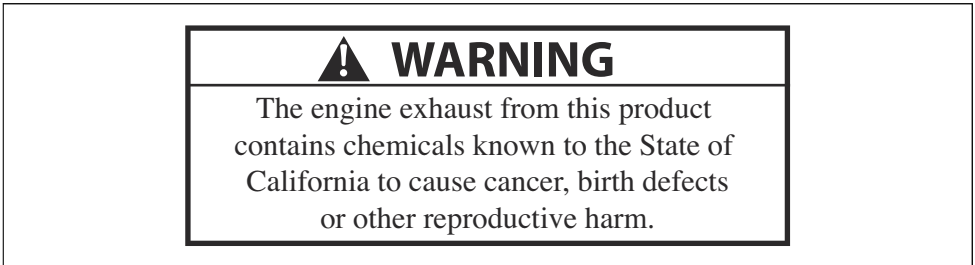 WARNING
The engine exhaust from this product
contains chemicals known to the State of
California to cause cancer, birth defects
or other reproductive harm.